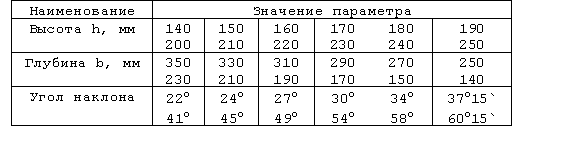 Наименование Значение параметра
Высота h, мм 140 150 160 170 180 190
200 210 220 230 240 250
Глубина b, мм 350 330 310 290 270 250
230 210 190 170 150 140
Угол наклона 22° 24° 27° 30° 34° 37°15`
41° 45° 49° 54° 58° 60°15`